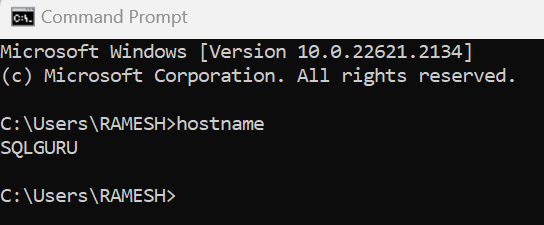 Command Prompt
Microsoft Windows [Version 10.0.22621.2134]
(c) Microsoft Corporation. All rights reserved.
C:\Users\RAMESH>hostname
SQLGURU
C:\Users\RAMESH>